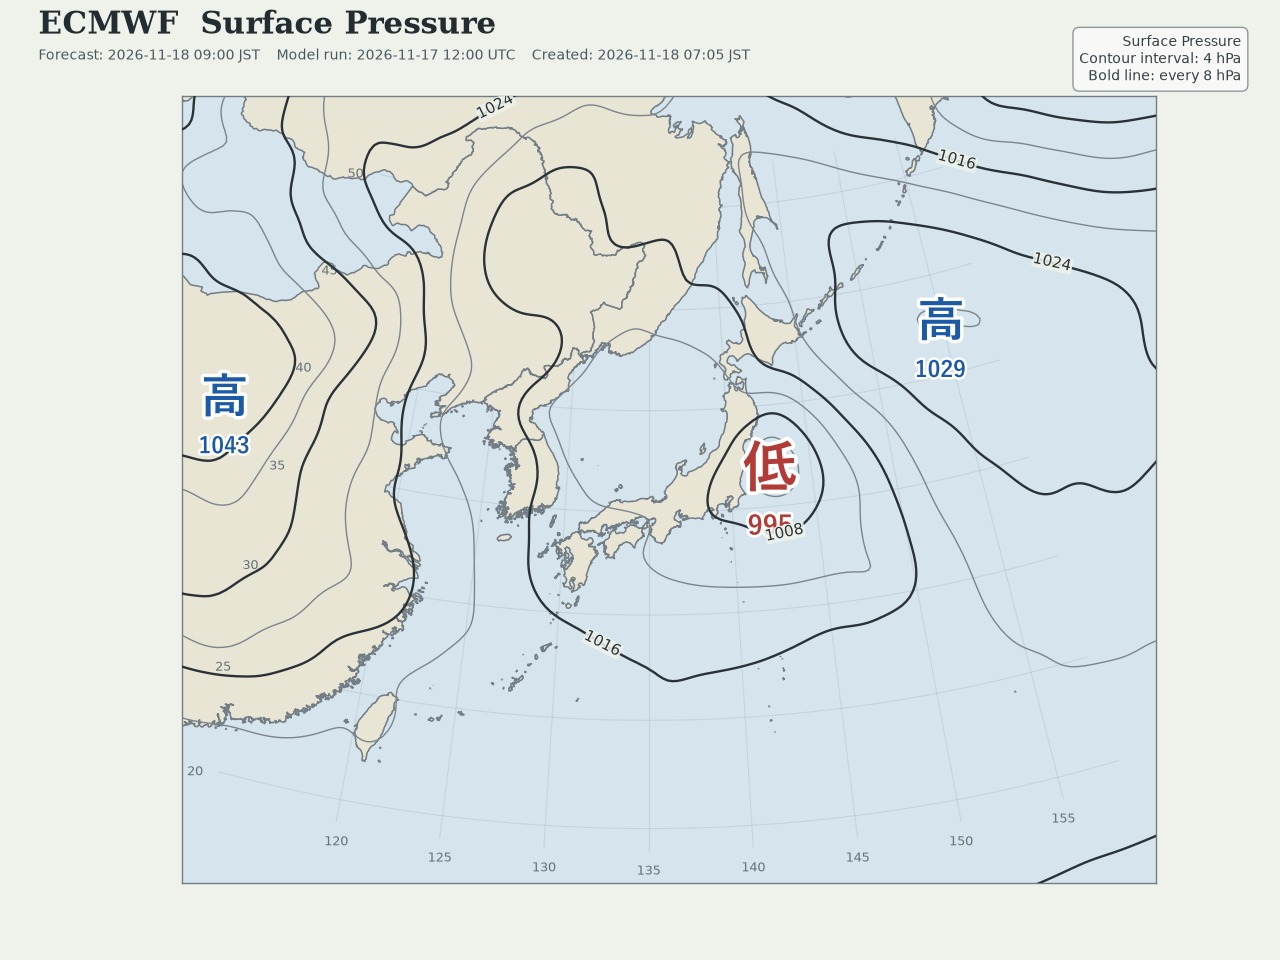 ECMWF  Surface Pressure
Forecast: 2026-11-18 09:00 JST    Model run: 2026-11-17 12:00 UTC    Created: 2026-11-18 07:05 JST
Surface Pressure
Contour interval: 4 hPa
Bold line: every 8 hPa
1024
1016
50
1024
45
高
1029
40
高
1043
低
995
1008
35
30
1016
25
20
120
125
130
135
140
145
150
155